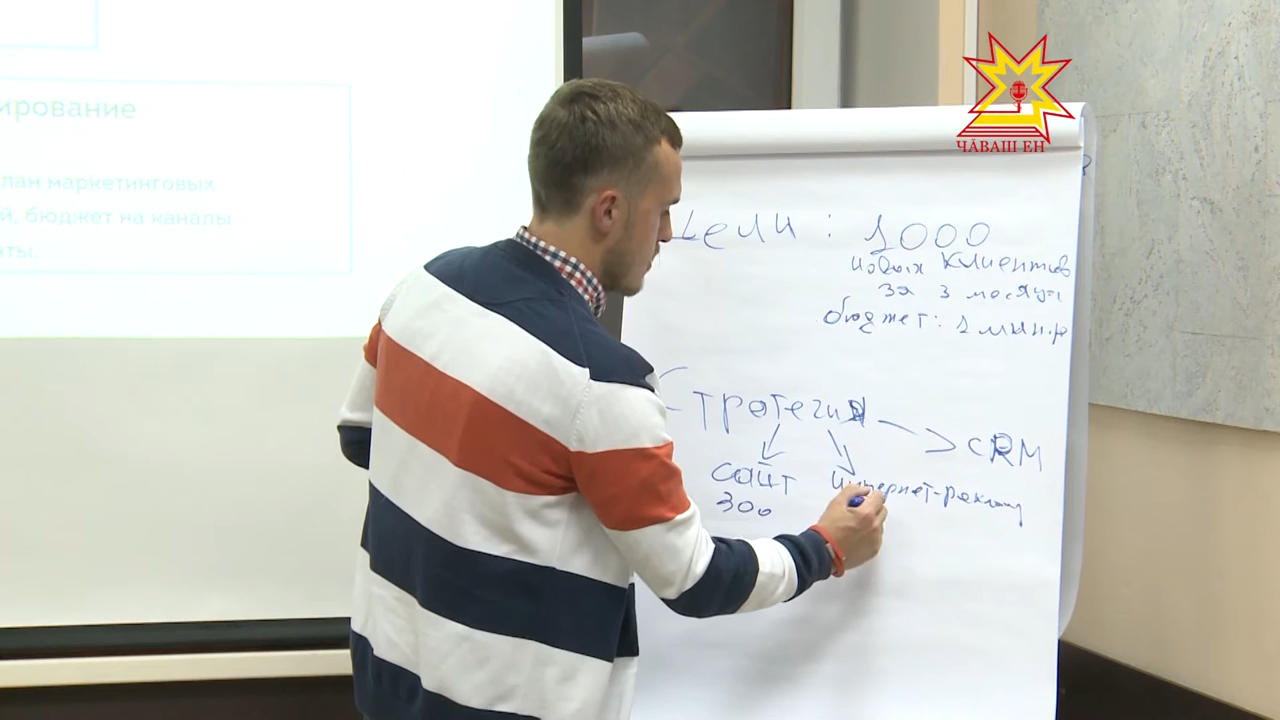 ирование
лан маркетинговых
й, бюджет на каналы
ты.
ЧӐВАШ ЕН
Цели : 1000
новых клиентов
за 3 месяца
бюджет: 1 млн.р
Стратегия
CRM
сайт
интернет-реклама
300